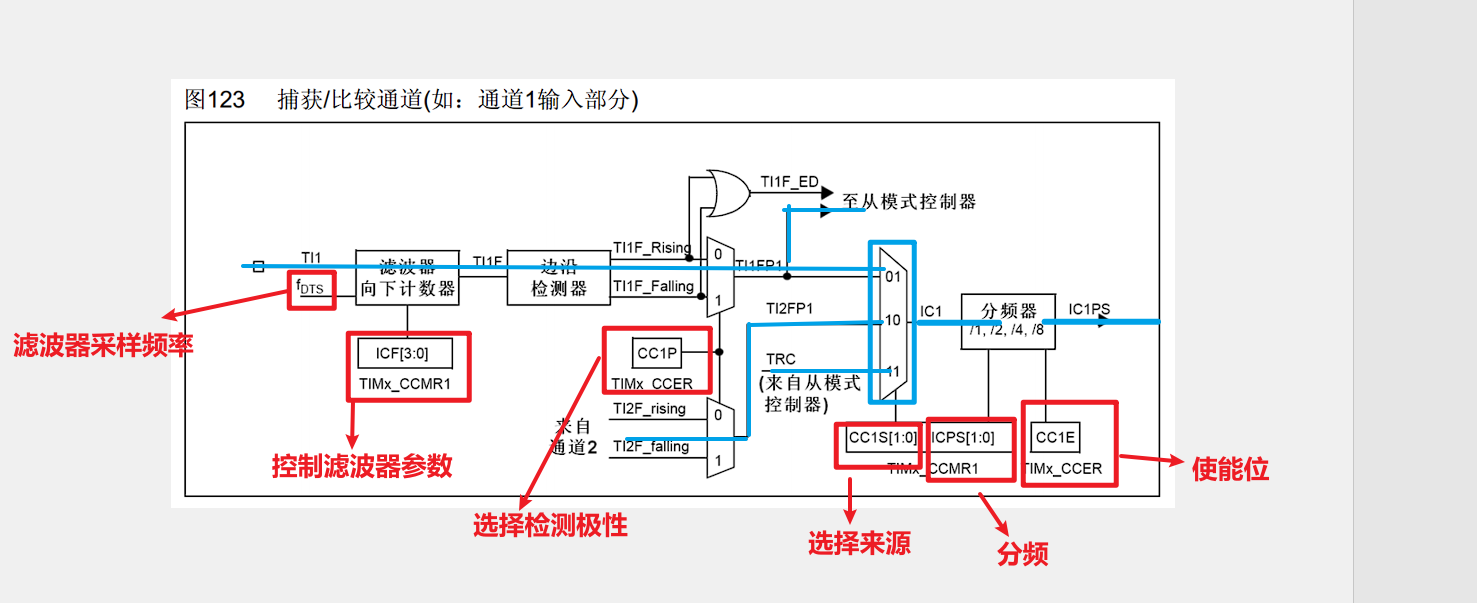 图123 捕获/比较通道(如：通道1输入部分)
TI1F_ED
至从模式控制器
TI1
滤波器
向下计数器
TI1F
边沿
检测器
TI1F_Rising
TI1F_Falling
0
1
TI1FP1
01
fDTS
滤波器采样频率
TI2FP1
10
IC1
分频器
/1, /2, /4, /8
IC1PS
ICF[3:0]
TIMx_CCMR1
CC1P
TIMx_CCER
TRC
11
(来自从模式
控制器)
来自
通道2
TI2F_rising
TI2F_falling
0
1
CC1S[1:0]
ICPS[1:0]
TIMx_CCMR1
CC1E
TIMx_CCER
控制滤波器参数
选择检测极性
选择来源
分频
使能位